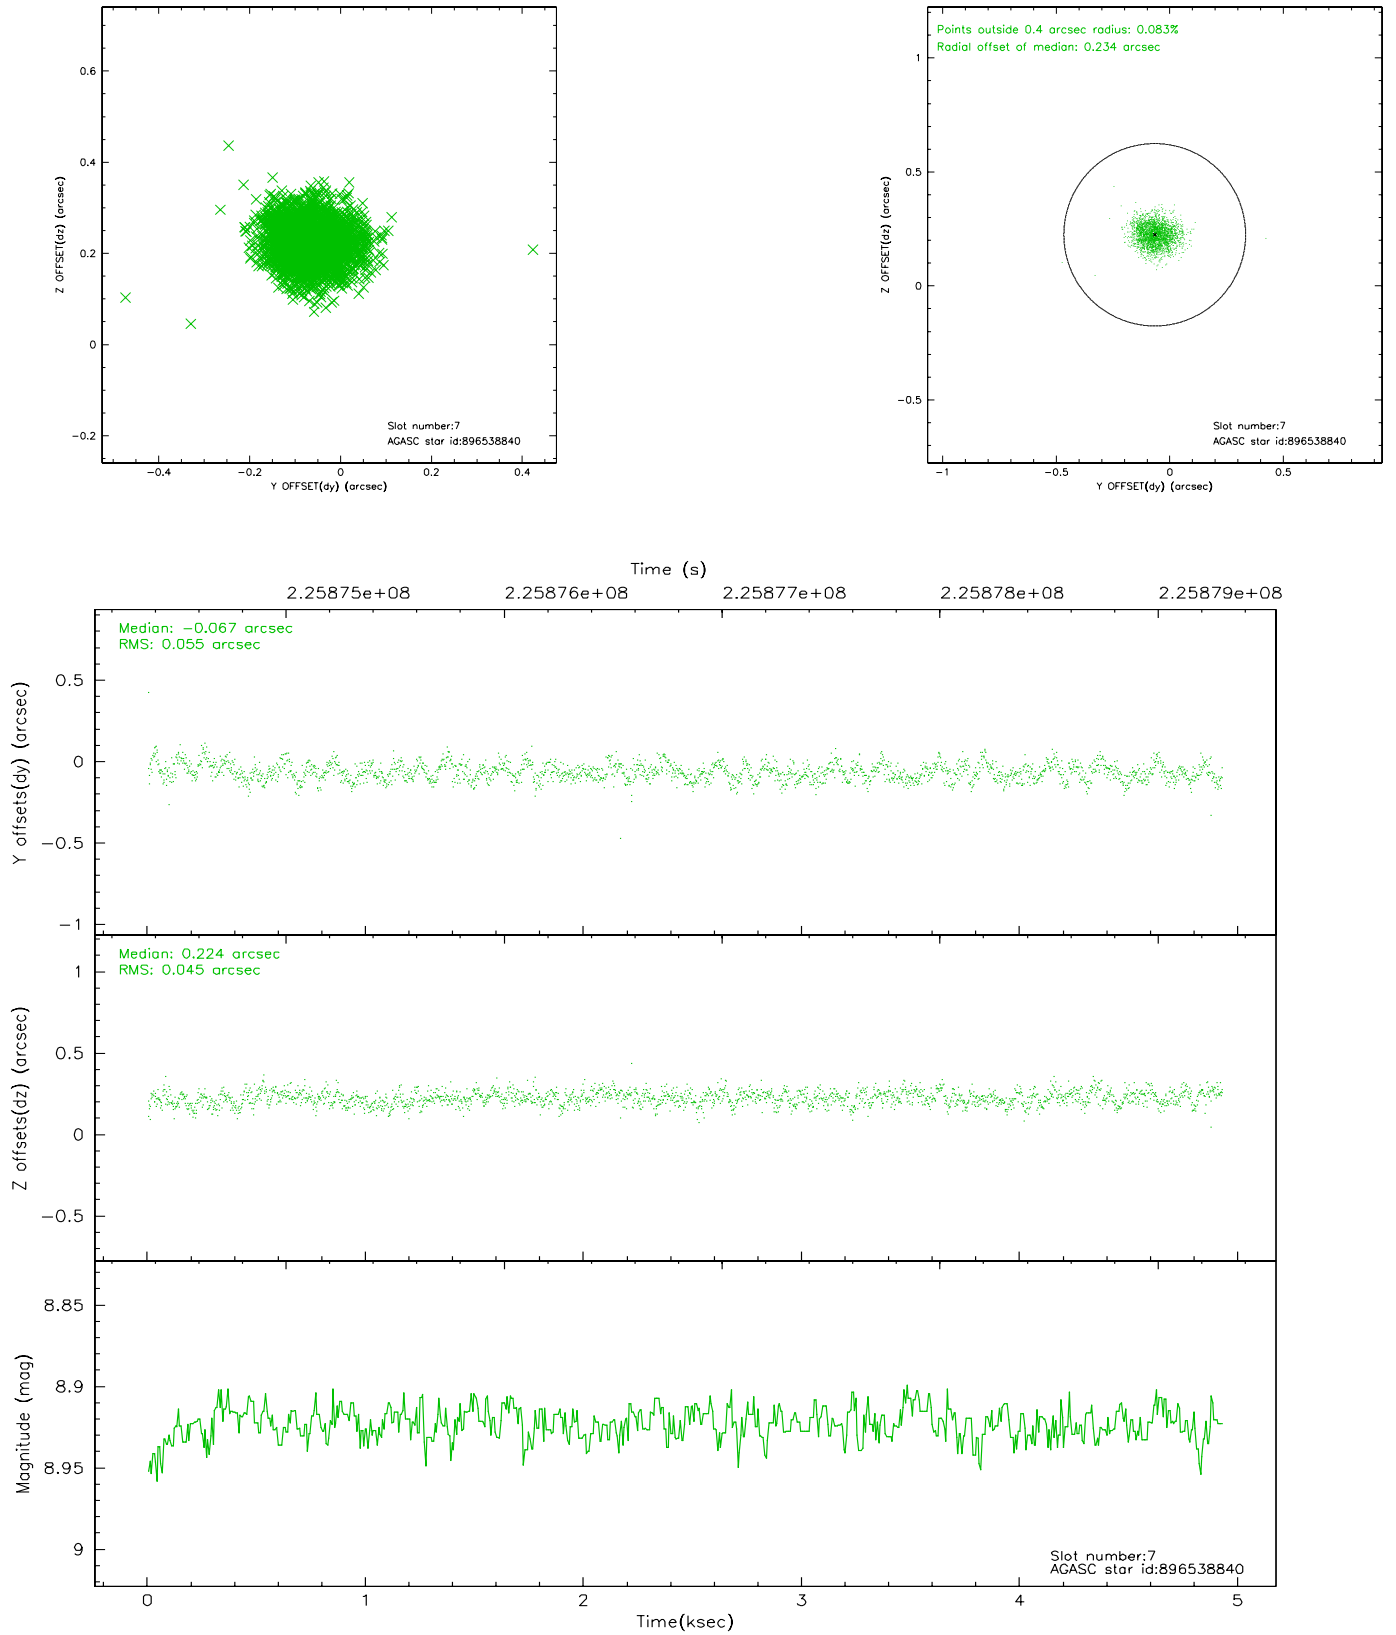 0.6
0.4
0.2
0
−0.2
Z OFFSET(dz) (arcsec)
Slot number:7
AGASC star id:896538840
−0.4 −0.2 0 0.2 0.4
Y OFFSET(dy) (arcsec)
Points outside 0.4 arcsec radius: 0.083%
Radial offset of median: 0.234 arcsec
1
0.5
0
−0.5
Z OFFSET(dz) (arcsec)
Slot number:7
AGASC star id:896538840
−1 −0.5 0 0.5
Y OFFSET(dy) (arcsec)
Time (s)
2.25875e+08 2.25876e+08 2.25877e+08 2.25878e+08 2.25879e+08
Median: −0.067 arcsec
RMS: 0.055 arcsec
0.5
0
−0.5
−1
Y offsets(dy) (arcsec)
Median: 0.224 arcsec
RMS: 0.045 arcsec
1
0.5
0
−0.5
Z offsets(dz) (arcsec)
8.85
8.9
8.95
9
Magnitude (mag)
Slot number:7
AGASC star id:896538840
0 1 2 3 4 5
Time(ksec)